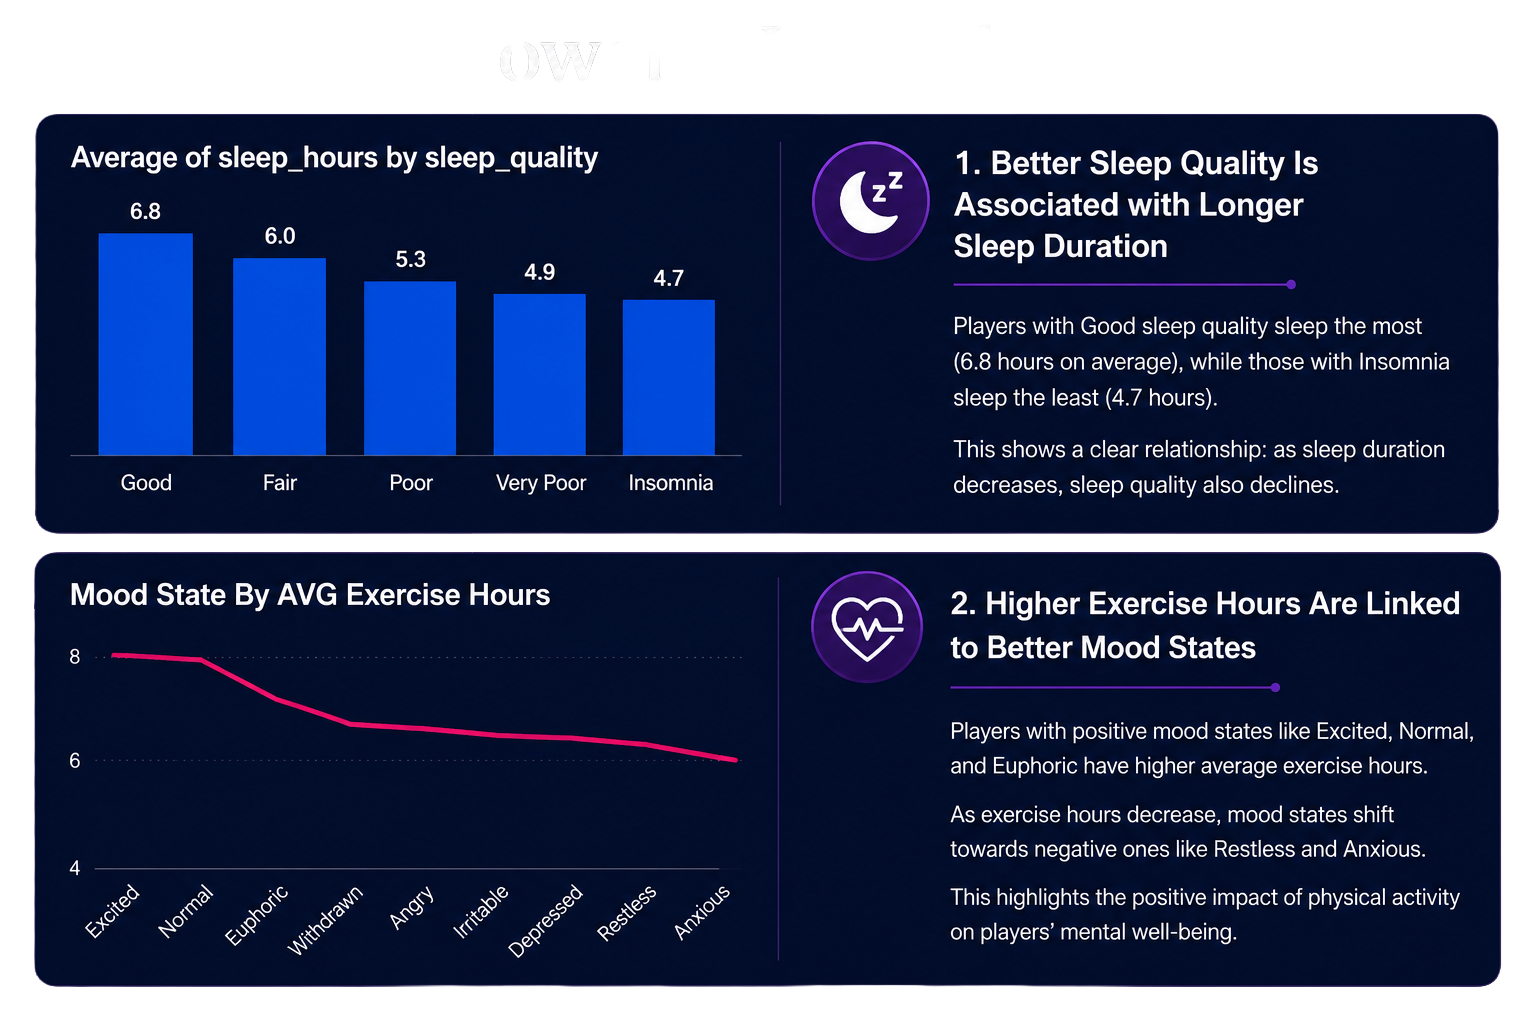 Average of sleep_hours by sleep_quality
6.8
6.0
5.3
4.9
4.7
Good
Fair
Poor
Very Poor
Insomnia
zz
1. Better Sleep Quality Is
Associated with Longer
Sleep Duration
Players with Good sleep quality sleep the most
(6.8 hours on average), while those with Insomnia
sleep the least (4.7 hours).
This shows a clear relationship: as sleep duration
decreases, sleep quality also declines.
Mood State By AVG Exercise Hours
8
6
4
Excited
Normal
Euphoric
Withdrawn
Angry
Irritable
Depressed
Restless
Anxious
2. Higher Exercise Hours Are Linked
to Better Mood States
Players with positive mood states like Excited, Normal,
and Euphoric have higher average exercise hours.
As exercise hours decrease, mood states shift
towards negative ones like Restless and Anxious.
This highlights the positive impact of physical activity
on players’ mental well-being.